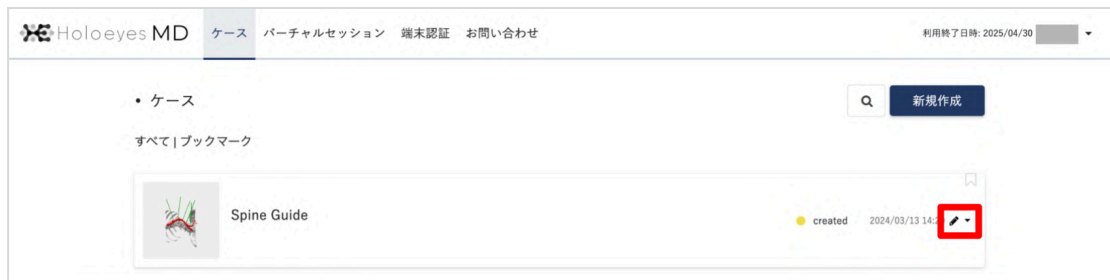 Holoeyes MD ケース バーチャルセッション 端末認証 お問い合わせ 利用終了日時: 2025/04/30
• ケース 新規作成
すべて | ブックマーク
Spine Guide created 2024/03/13